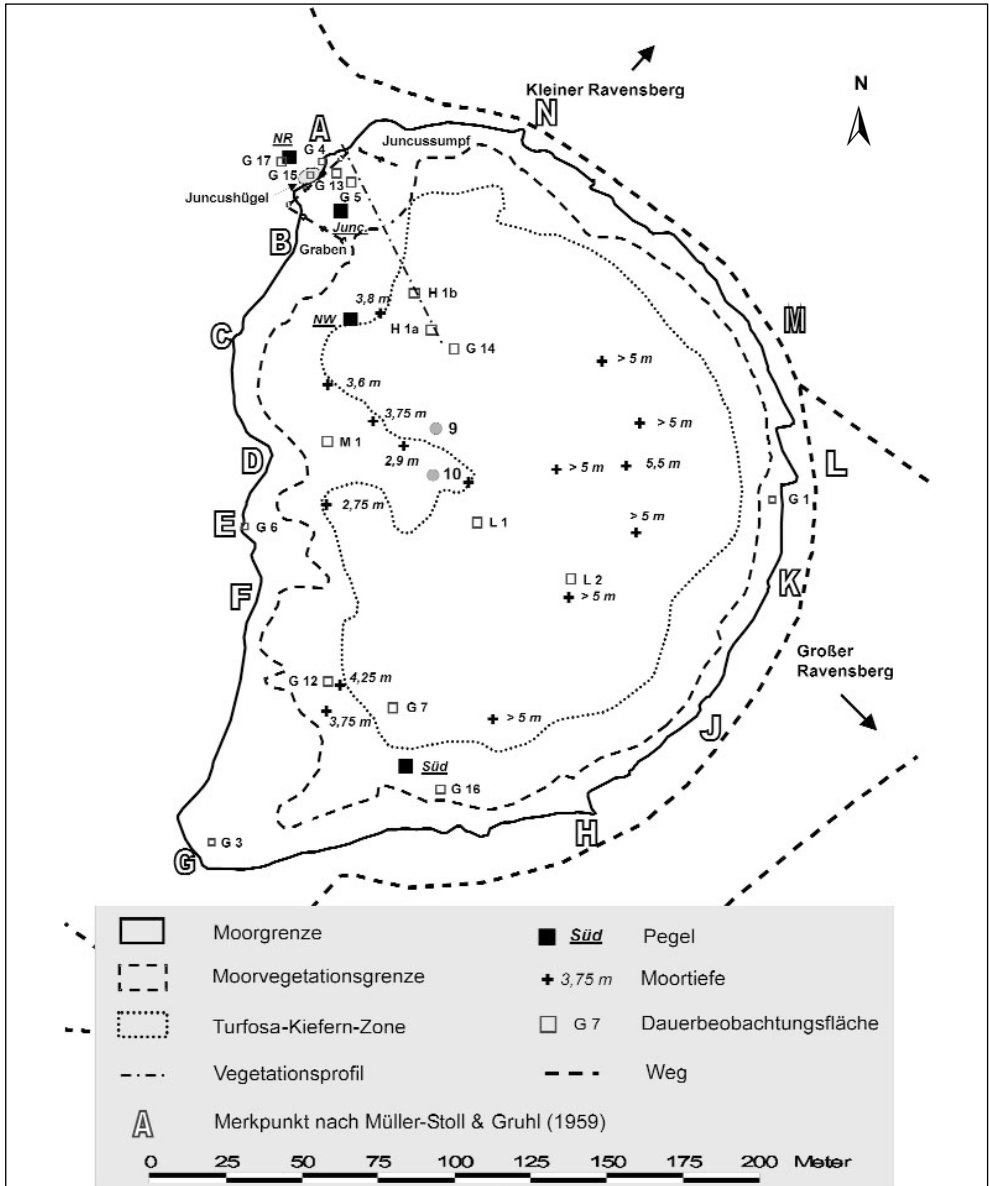 N
Kleiner Ravensberg
N
A
NR
G 4
Juncussumpf
G 17
G 15
G 13
G 5
Juncushügel
Junc.
B
Graben
H 1b
3,8 m
NW
H 1a
G 14
M
C
> 5 m
3,6 m
3,75 m
> 5 m
9
M 1
2,9 m
D
L
10
> 5 m
5,5 m
2,75 m
G 1
E
G 6
L 1
> 5 m
L 2
K
F
> 5 m
Großer
Ravensberg
G 12
4,25 m
G 7
3,75 m
> 5 m
J
Süd
G 16
H
G 3
G
Moorgrenze
Süd
Pegel
Moorvegetationsgrenze
3,75 m
Moortiefe
Turfosa-Kiefern-Zone
G 7
Dauerbeobachtungsfläche
Vegetationsprofil
Weg
A
Merkpunkt nach Müller-Stoll & Gruhl (1959)
0 25 50 75 100 125 150 175 200 Meter